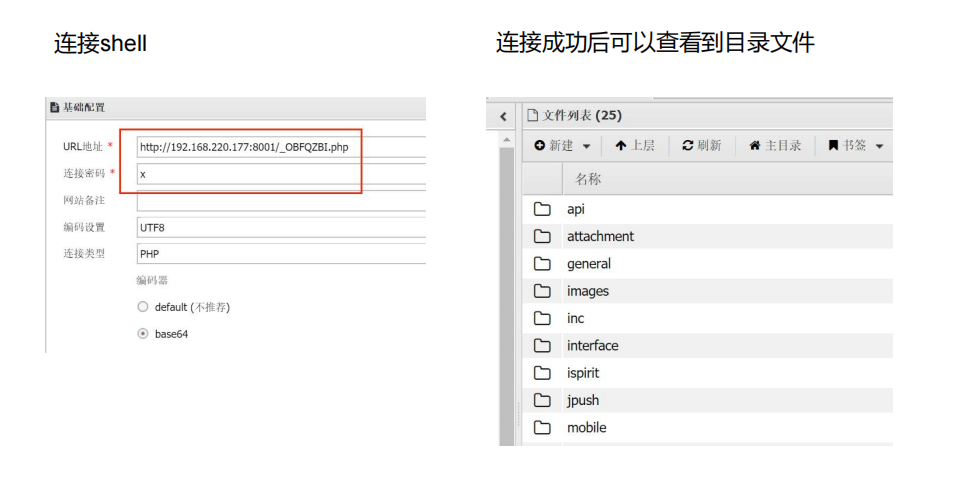 连接shell
连接成功后可以查看到目录文件
基础配置
URL地址 * http://192.168.220.177:8001/_OBFQZBI.php
连接密码 * x
网站备注
编码设置 UTF8
连接类型 PHP
编码器
default (不推荐)
base64
文件列表 (25)
新建 上层 刷新 主目录 书签
名称
api
attachment
general
images
inc
interface
ispirit
jpush
mobile